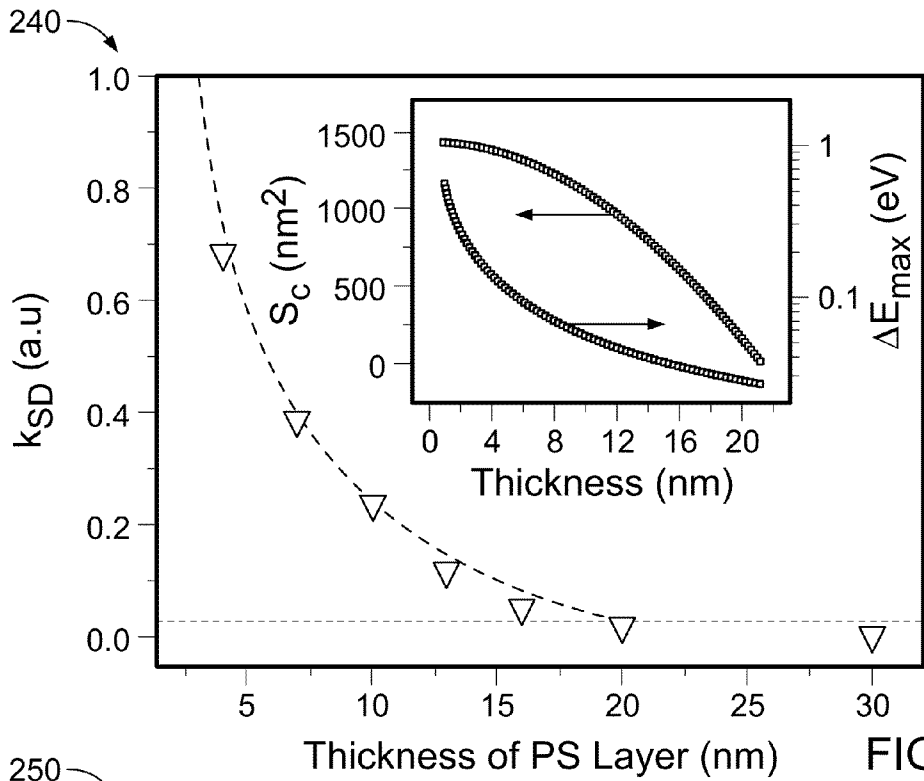 240
1.0
0.8
0.6
0.4
0.2
0.0
k_SD (a.u)
5 10 15 20 25 30
Thickness of PS Layer (nm)
FIG
1500
1000
500
0
S_c (nm²)
1
0.1
ΔE_max (eV)
0 4 8 12 16 20
Thickness (nm)
250